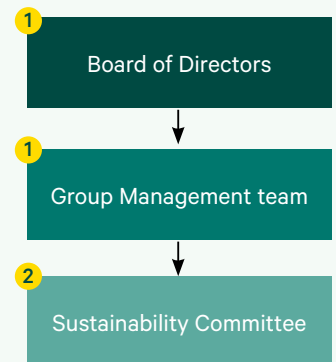 1
Board of Directors
1
Group Management team
2
Sustainability Committee